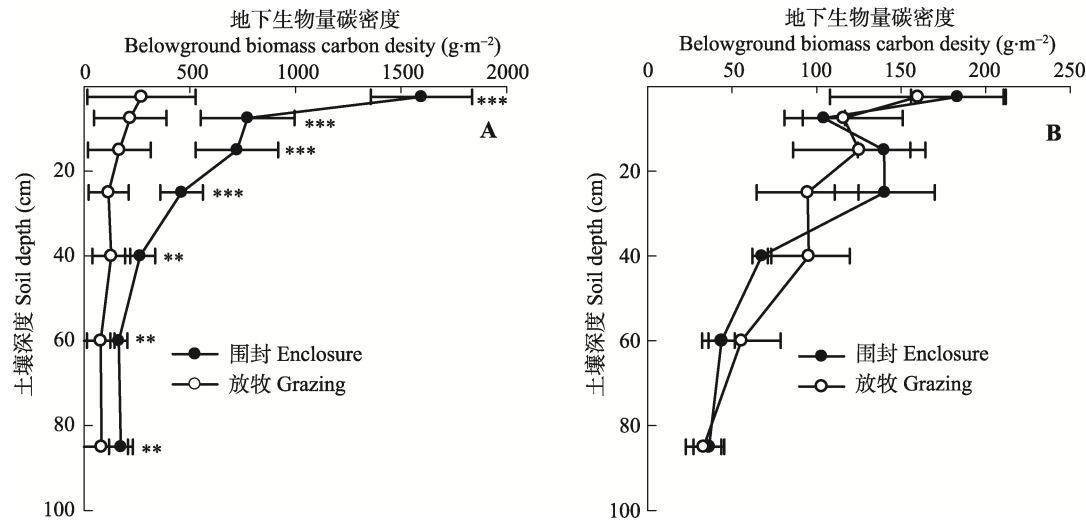 地下生物量碳密度
Belowground biomass carbon desity (g·m⁻²)
0 500 1000 1500 2000
***
A
***
***
20
***
40
**
60
**
围封 Enclosure
放牧 Grazing
80
**
100
土壤深度 Soil depth (cm)
地下生物量碳密度
Belowground biomass carbon desity (g·m⁻²)
0 50 100 150 200 250
B
20
40
60
围封 Enclosure
放牧 Grazing
80
100
土壤深度 Soil depth (cm)